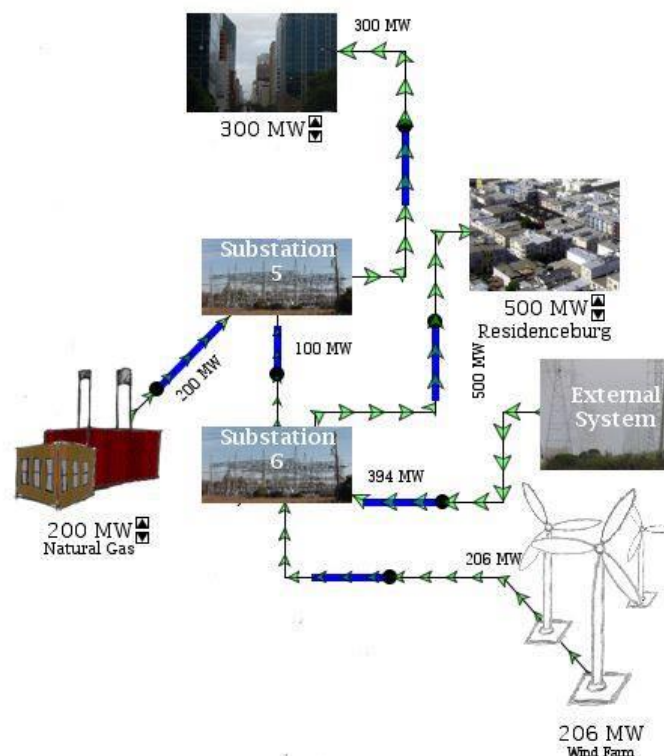 300 MW
300 MW
Substation
5
500 MW
Residenceburg
100 MW
200 MW
500 MW
External
System
Substation
6
394 MW
200 MW
Natural Gas
206 MW
206 MW
Wind Farm